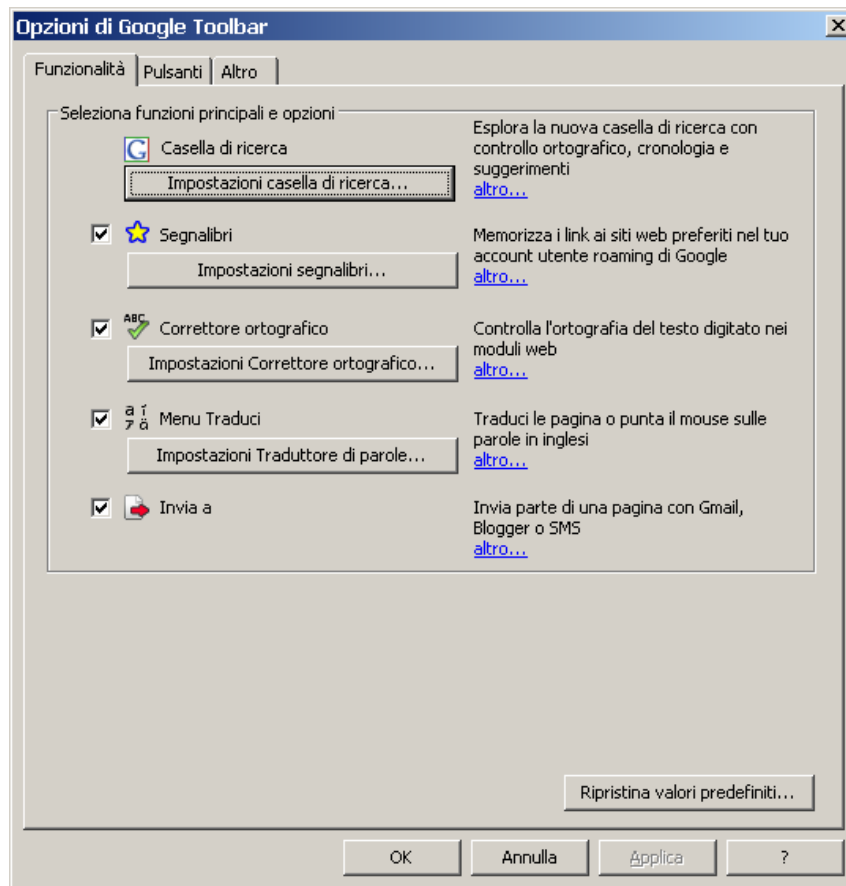 Opzioni di Google Toolbar
Funzionalità
Pulsanti
Altro
Seleziona funzioni principali e opzioni
G
Casella di ricerca
Impostazioni casella di ricerca...
Esplora la nuova casella di ricerca con
controllo ortografico, cronologia e
suggerimenti
altro...
Segnalibri
Impostazioni segnalibri...
Memorizza i link ai siti web preferiti nel tuo
account utente roaming di Google
altro...
ABC
Correttore ortografico
Impostazioni Correttore ortografico...
Controlla l'ortografia del testo digitato nei
moduli web
altro...
Menu Traduci
Impostazioni Traduttore di parole...
Traduci le pagina o punta il mouse sulle
parole in inglesi
altro...
Invia a
Invia parte di una pagina con Gmail,
Blogger o SMS
altro...
Ripristina valori predefiniti...
OK
Annulla
Applica
?